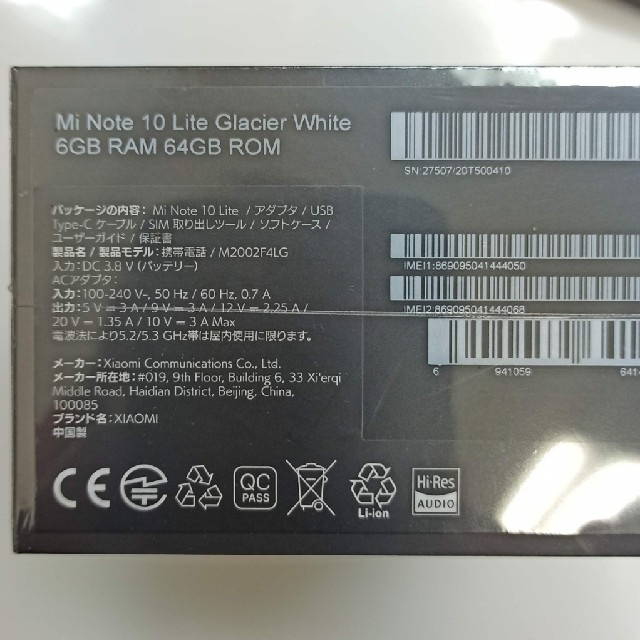 Mi Note 10 Lite Glacier White
6GB RAM 64GB ROM
SN:27507/20T500410
パッケージの内容: Mi Note 10 Lite / アダプタ / USB
Type-C ケーブル / SIM 取り出しツール / ソフトケース /
ユーザーガイド / 保証書
製品名 / 製品モデル: 携帯電話 / M2002F4LG
入力: DC 3.8 V (バッテリー)
ACアダプタ:
入力: 100-240 V~, 50 Hz / 60 Hz, 0.7 A
出力: 5 V = 3 A / 9 V = 3 A / 12 V = 2.25 A /
20 V = 1.35 A / 10 V = 3 A Max
電波法により5.2/5.3 GHz帯は屋内使用に限ります。
IMEI1:869095041444050
IMEI2:869095041444068
6 941059 641
メーカー: Xiaomi Communications Co., Ltd.
メーカー所在地: #019, 9th Floor, Building 6, 33 Xi'erqi
Middle Road, Haidian District, Beijing, China,
100085
ブランド名: XIAOMI
中国製
CE
QC
PASS
Li-ion
Hi-Res
AUDIO